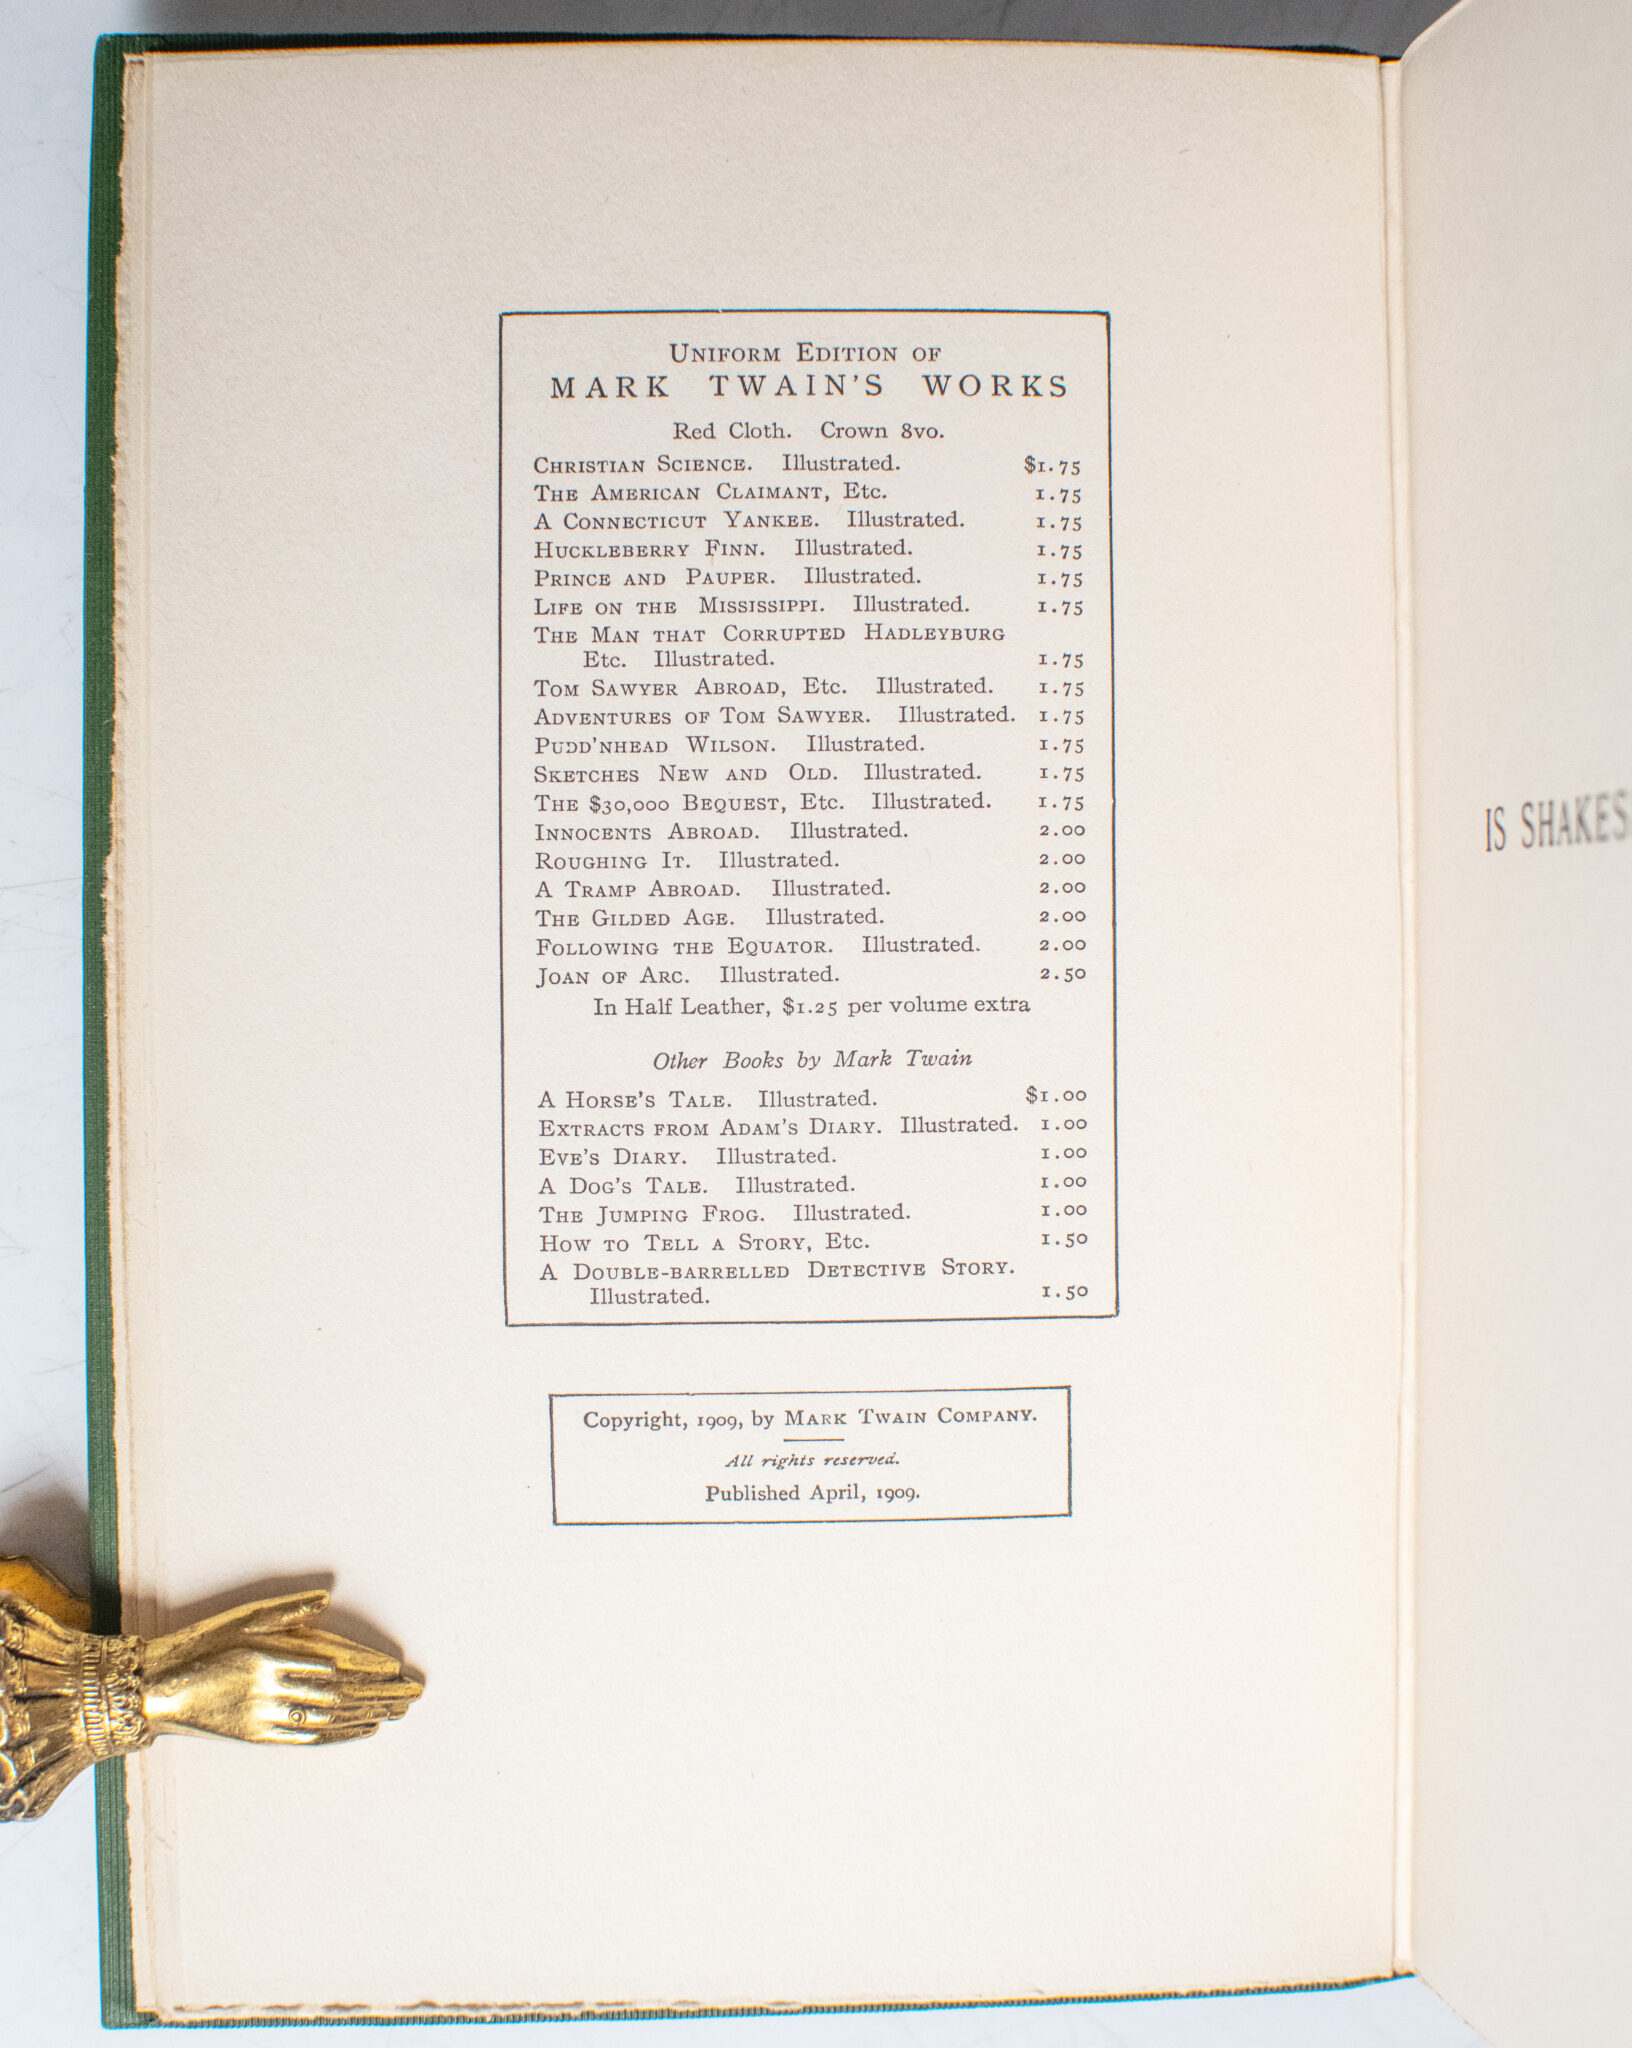 UNIFORM EDITION OF
MARK TWAIN'S WORKS
Red Cloth. Crown 8vo.
CHRISTIAN SCIENCE. Illustrated. $1.75
THE AMERICAN CLAIMANT, Etc. 1.75
A CONNECTICUT YANKEE. Illustrated. 1.75
HUCKLEBERRY FINN. Illustrated. 1.75
PRINCE AND PAUPER. Illustrated. 1.75
LIFE ON THE MISSISSIPPI. Illustrated. 1.75
THE MAN THAT CORRUPTED HADLEYBURG
Etc. Illustrated. 1.75
TOM SAWYER ABROAD, Etc. Illustrated. 1.75
ADVENTURES OF TOM SAWYER. Illustrated. 1.75
PUDD'NHEAD WILSON. Illustrated. 1.75
SKETCHES NEW AND OLD. Illustrated. 1.75
THE $30,000 BEQUEST, Etc. Illustrated. 1.75
INNOCENTS ABROAD. Illustrated. 2.00
ROUGHING IT. Illustrated. 2.00
A TRAMP ABROAD. Illustrated. 2.00
THE GILDED AGE. Illustrated. 2.00
FOLLOWING THE EQUATOR. Illustrated. 2.00
JOAN OF ARC. Illustrated. 2.50
In Half Leather, $1.25 per volume extra
Other Books by Mark Twain
A HORSE'S TALE. Illustrated. $1.00
EXTRACTS FROM ADAM'S DIARY. Illustrated. 1.00
EVE'S DIARY. Illustrated. 1.00
A DOG'S TALE. Illustrated. 1.00
THE JUMPING FROG. Illustrated. 1.00
HOW TO TELL A STORY, Etc. 1.50
A DOUBLE-BARRELLED DETECTIVE STORY.
Illustrated. 1.50
Copyright, 1909, by MARK TWAIN COMPANY.
All rights reserved.
Published April, 1909.
IS SHAKES